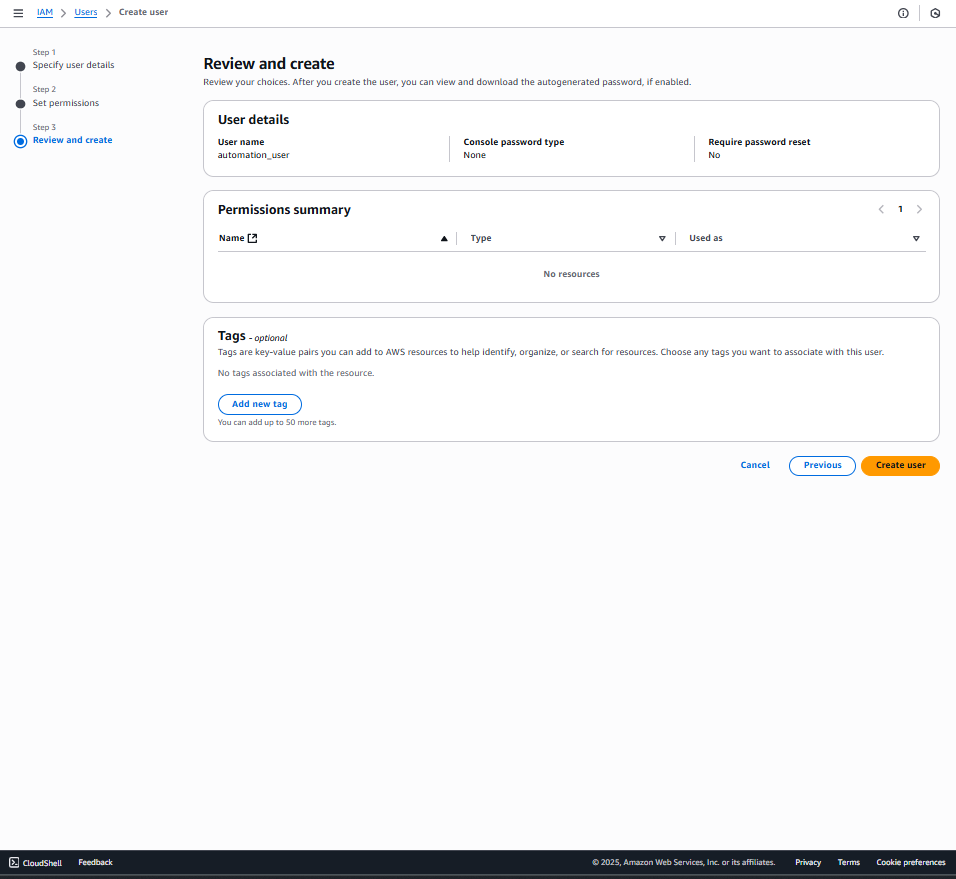 IAM > Users > Create user
Step 1
Specify user details
Step 2
Set permissions
Step 3
Review and create
Review and create
Review your choices. After you create the user, you can view and download the autogenerated password, if enabled.
User details
User name
automation_user
Console password type
None
Require password reset
No
Permissions summary
1
Name Type Used as
No resources
Tags - optional
Tags are key-value pairs you can add to AWS resources to help identify, organize, or search for resources. Choose any tags you want to associate with this user.
No tags associated with the resource.
Add new tag
You can add up to 50 more tags.
Cancel Previous Create user
CloudShell Feedback © 2025, Amazon Web Services, Inc. or its affiliates. Privacy Terms Cookie preferences